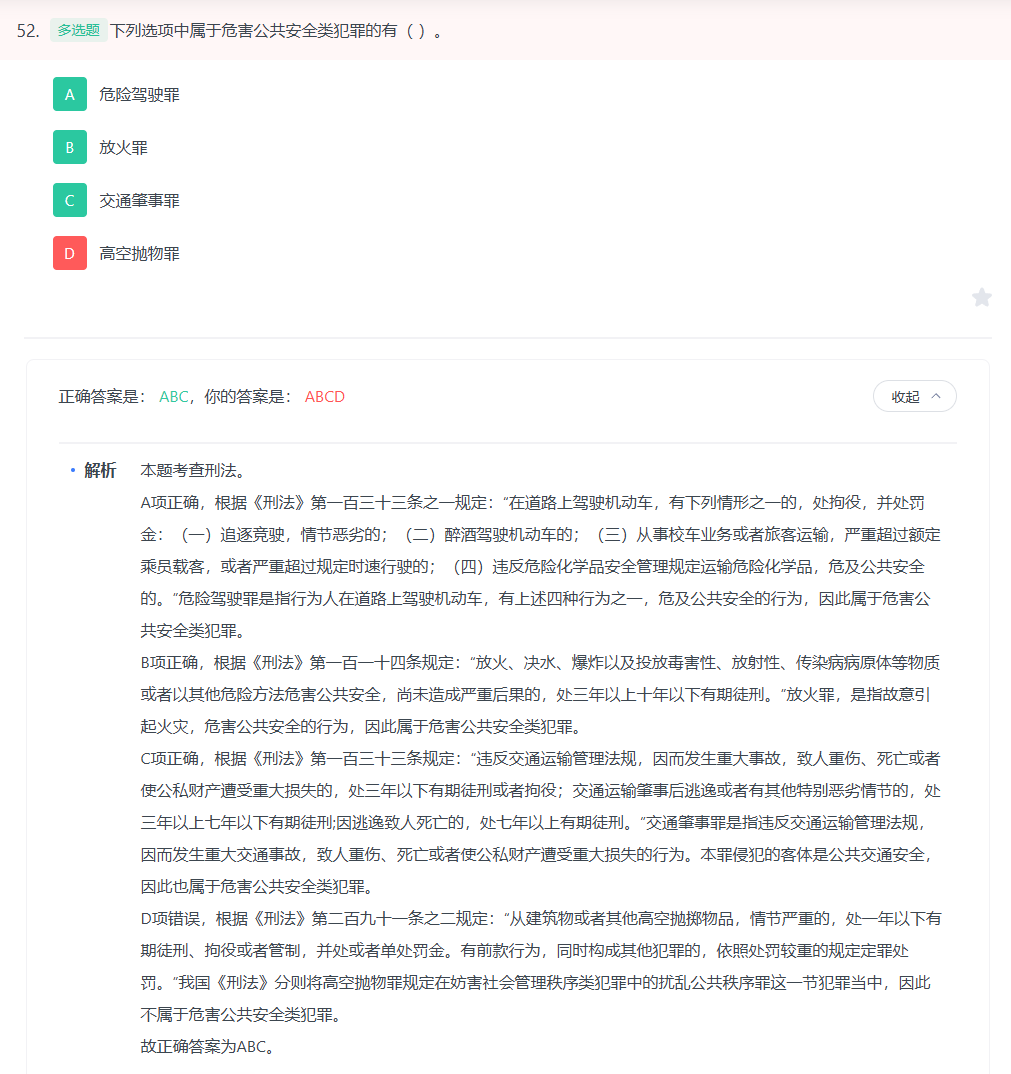 52. 多选题 下列选项中属于危害公共安全类犯罪的有（ ）。
A 危险驾驶罪
B 放火罪
C 交通肇事罪
D 高空抛物罪
正确答案是： ABC，你的答案是： ABCD
收起
• 解析 本题考查刑法。
A项正确，根据《刑法》第一百三十三条之一规定：“在道路上驾驶机动车，有下列情形之一的，处拘役，并处罚
金：（一）追逐竞驶，情节恶劣的；（二）醉酒驾驶机动车的；（三）从事校车业务或者旅客运输，严重超过额定
乘员载客，或者严重超过规定时速行驶的；（四）违反危险化学品安全管理规定运输危险化学品，危及公共安全
的。“危险驾驶罪是指行为人在道路上驾驶机动车，有上述四种行为之一，危及公共安全的行为，因此属于危害公
共安全类犯罪。
B项正确，根据《刑法》第一百一十四条规定：“放火、决水、爆炸以及投放毒害性、放射性、传染病病原体等物质
或者以其他危险方法危害公共安全，尚未造成严重后果的，处三年以上十年以下有期徒刑。“放火罪，是指故意引
起火灾，危害公共安全的行为，因此属于危害公共安全类犯罪。
C项正确，根据《刑法》第一百三十三条规定：“违反交通运输管理法规，因而发生重大事故，致人重伤、死亡或者
使公私财产遭受重大损失的，处三年以下有期徒刑或者拘役；交通运输肇事后逃逸或者有其他特别恶劣情节的，处
三年以上七年以下有期徒刑;因逃逸致人死亡的，处七年以上有期徒刑。“交通肇事罪是指违反交通运输管理法规，
因而发生重大交通事故，致人重伤、死亡或者使公私财产遭受重大损失的行为。本罪侵犯的客体是公共交通安全，
因此也属于危害公共安全类犯罪。
D项错误，根据《刑法》第二百九十一条之二规定：“从建筑物或者其他高空抛掷物品，情节严重的，处一年以下有
期徒刑、拘役或者管制，并处或者单处罚金。有前款行为，同时构成其他犯罪的，依照处罚较重的规定定罪处
罚。“我国《刑法》分则将高空抛物罪规定在妨害社会管理秩序类犯罪中的扰乱公共秩序罪这一节犯罪当中，因此
不属于危害公共安全类犯罪。
故正确答案为ABC。